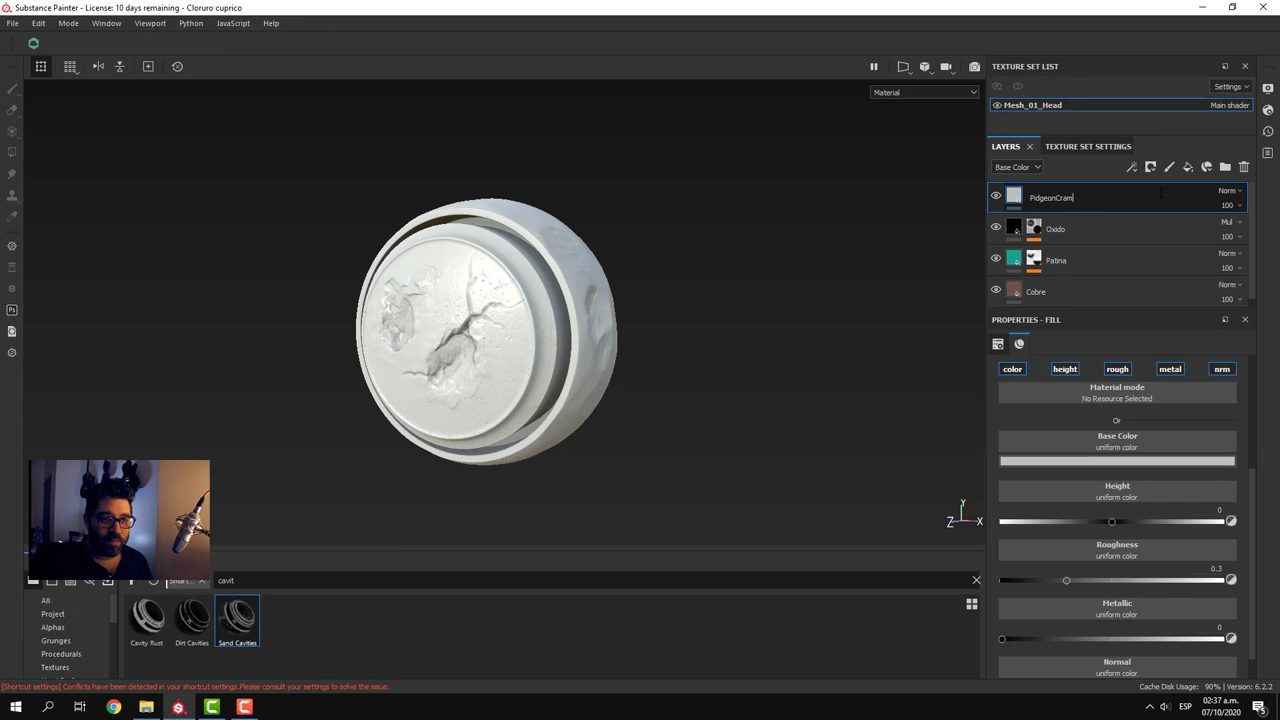 Substance Painter - License: 10 days remaining - Cloruro cuprico
File Edit Mode Window Viewport Python JavaScript Help
Material
TEXTURE SET LIST
Settings
Mesh_01_Head Main shader
LAYERS TEXTURE SET SETTINGS
Base Color
PidgeonCram Norm
100
Oxido Mul
100
Patina Norm
100
Cobre Norm
100
PROPERTIES - FILL
color height rough metal nrm
Material mode
No Resource Selected
Or
Base Color
uniform color
Height
uniform color
0
Roughness
uniform color
0.3
Metallic
uniform color
0
Normal
uniform color
Y
Z X
Smart... cavit
All
Project
Alphas
Grunges
Procedurals
Textures
Cavity Rust Dirt Cavities Sand Cavities
[Shortcut settings] Conflicts have been detected in your shortcut settings.Please consult your settings to solve the issue.
Cache Disk Usage: 90% | Version: 6.2.2
Ps
ESP 02:37 a.m.
07/10/2020
5